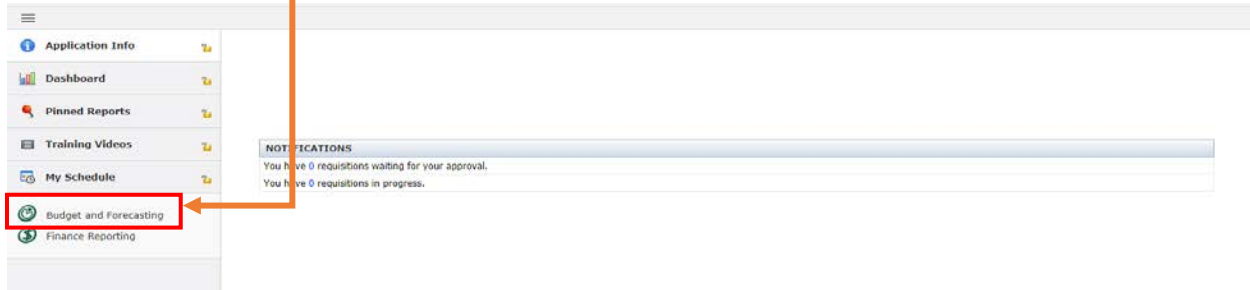 Application Info
Dashboard
Pinned Reports
Training Videos
My Schedule
Budget and Forecasting
Finance Reporting
NOTIFICATIONS
You have 0 requisitions waiting for your approval.
You have 0 requisitions in progress.